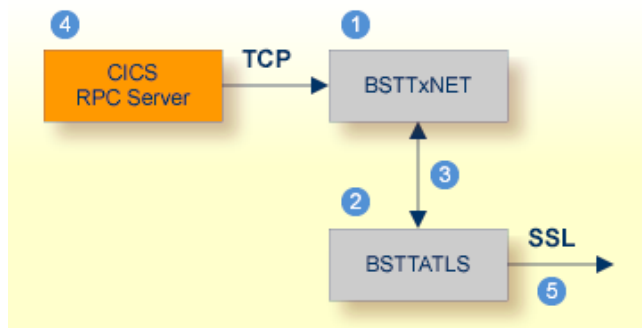 4
1
CICS
RPC Server
TCP
BSTTxNET
3
2
BSTTATLS
SSL
5